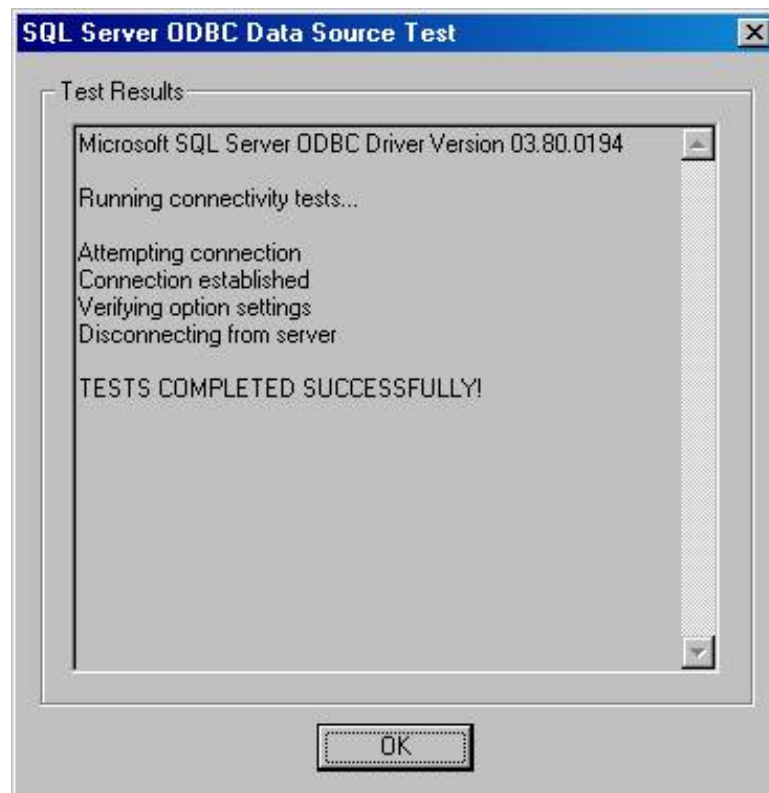 SQL Server ODBC Data Source Test
Test Results
Microsoft SQL Server ODBC Driver Version 03.80.0194
Running connectivity tests...
Attempting connection
Connection established
Verifying option settings
Disconnecting from server
TESTS COMPLETED SUCCESSFULLY!
OK